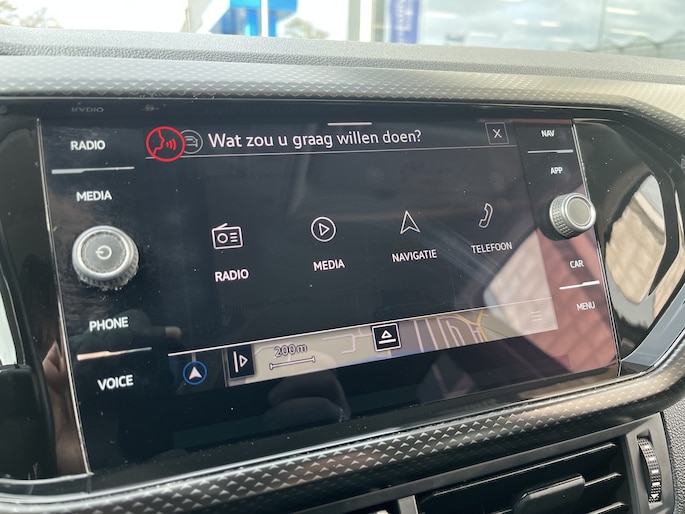 RADIO
MEDIA
PHONE
VOICE
Wat zou u graag willen doen?
X
RADIO
MEDIA
NAVIGATIE
TELEFOON
200m
NAV
APP
CAR
MENU